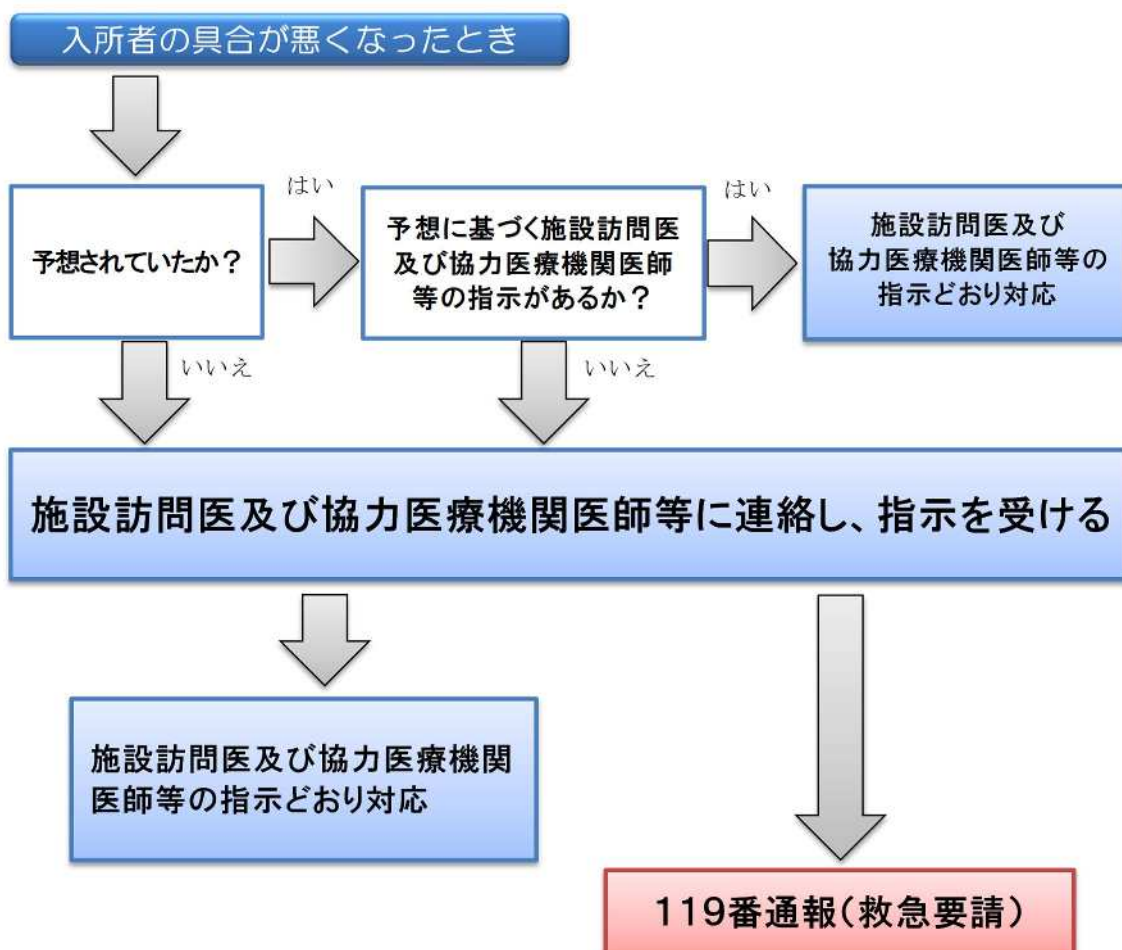 入所者の具合が悪くなったとき
はい
はい
予想されていたか？
予想に基づく施設訪問医
及び協力医療機関医師
等の指示があるか？
施設訪問医及び
協力医療機関医師等の
指示どおり対応
いいえ
いいえ
施設訪問医及び協力医療機関医師等に連絡し、指示を受ける
施設訪問医及び協力医療機関
医師等の指示どおり対応
119番通報（救急要請）